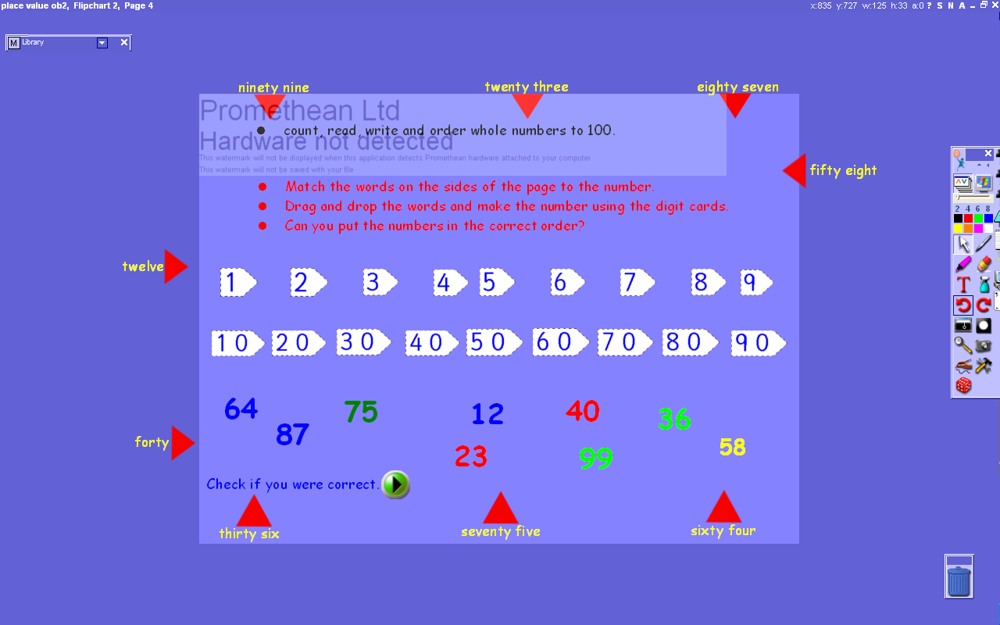 place value ob2, Flipchart 2, Page 4
x:835 y:727 w:125 h:33 a:0 ? S N A
M Library
ninety nine
twenty three
eighty seven
Promethean Ltd
count, read, write and order whole numbers to 100.
Hardware not detected
This watermark will not be displayed when this application detects Promethean hardware attached to your computer
This watermark will not be saved with your file
fifty eight
Match the words on the sides of the page to the number.
Drag and drop the words and make the number using the digit cards.
Can you put the numbers in the correct order?
2 4 6 8
twelve
1 2 3 4 5 6 7 8 9
10 20 30 40 50 60 70 80 90
64 75 12 40 36
87 23 99 58
forty
Check if you were correct.
thirty six
seventy five
sixty four